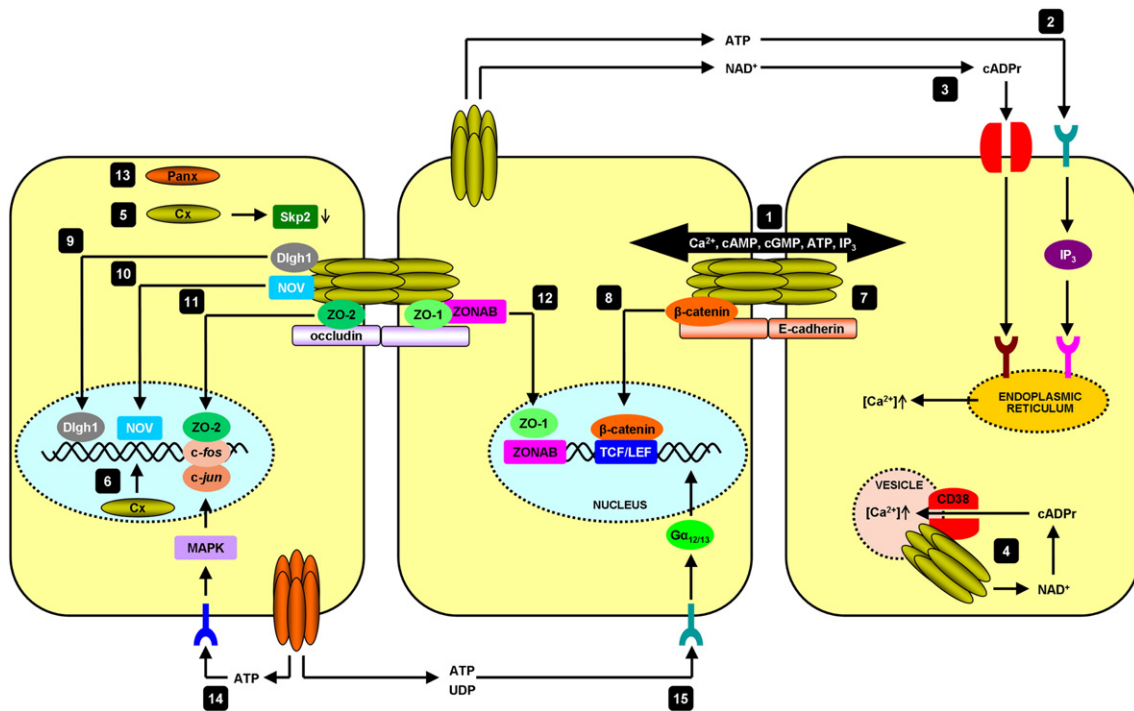 2
ATP
NAD⁺
cADPr
3
13
Panx
5
Cx
Skp2
1
Ca²⁺, cAMP, cGMP, ATP, IP₃
9
Dlgh1
10
NOV
IP₃
11
ZO-2
ZO-1
ZONAB
12
8
β-catenin
7
occludin
E-cadherin
[Ca²⁺]
ENDOPLASMIC
RETICULUM
Dlgh1
NOV
ZO-2
c-fos
c-jun
6
Cx
ZO-1
ZONAB
β-catenin
TCF/LEF
NUCLEUS
VESICLE
[Ca²⁺]
CD38
cADPr
4
NAD⁺
MAPK
Gα₁₂/₁₃
14
ATP
ATP
UDP
15